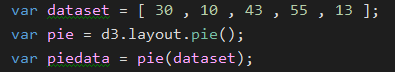 var dataset = [ 30 , 10 , 43 , 55 , 13 ];
var pie = d3.layout.pie();
var piedata = pie(dataset);